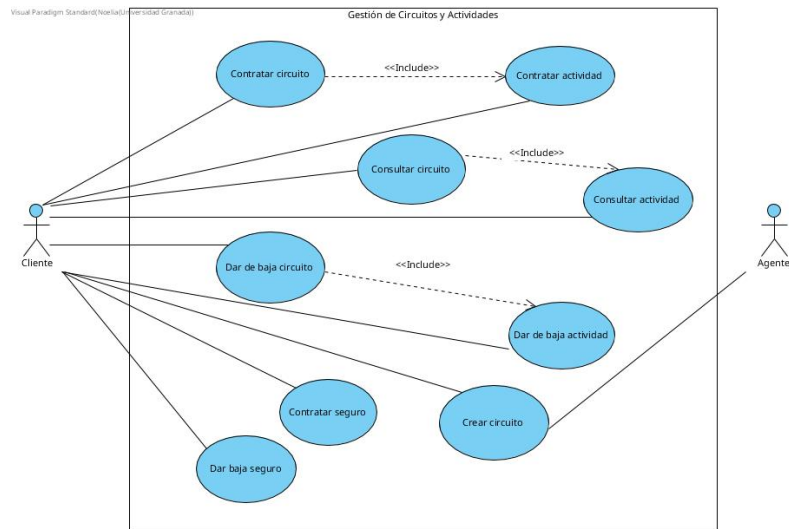 Visual Paradigm Standard(Noelia(Universidad Granada))
Gestión de Circuitos y Actividades
Contratar circuito
<<Include>>
Contratar actividad
Consultar circuito
<<Include>>
Consultar actividad
Cliente
Agente
Dar de baja circuito
<<Include>>
Dar de baja actividad
Contratar seguro
Crear circuito
Dar baja seguro